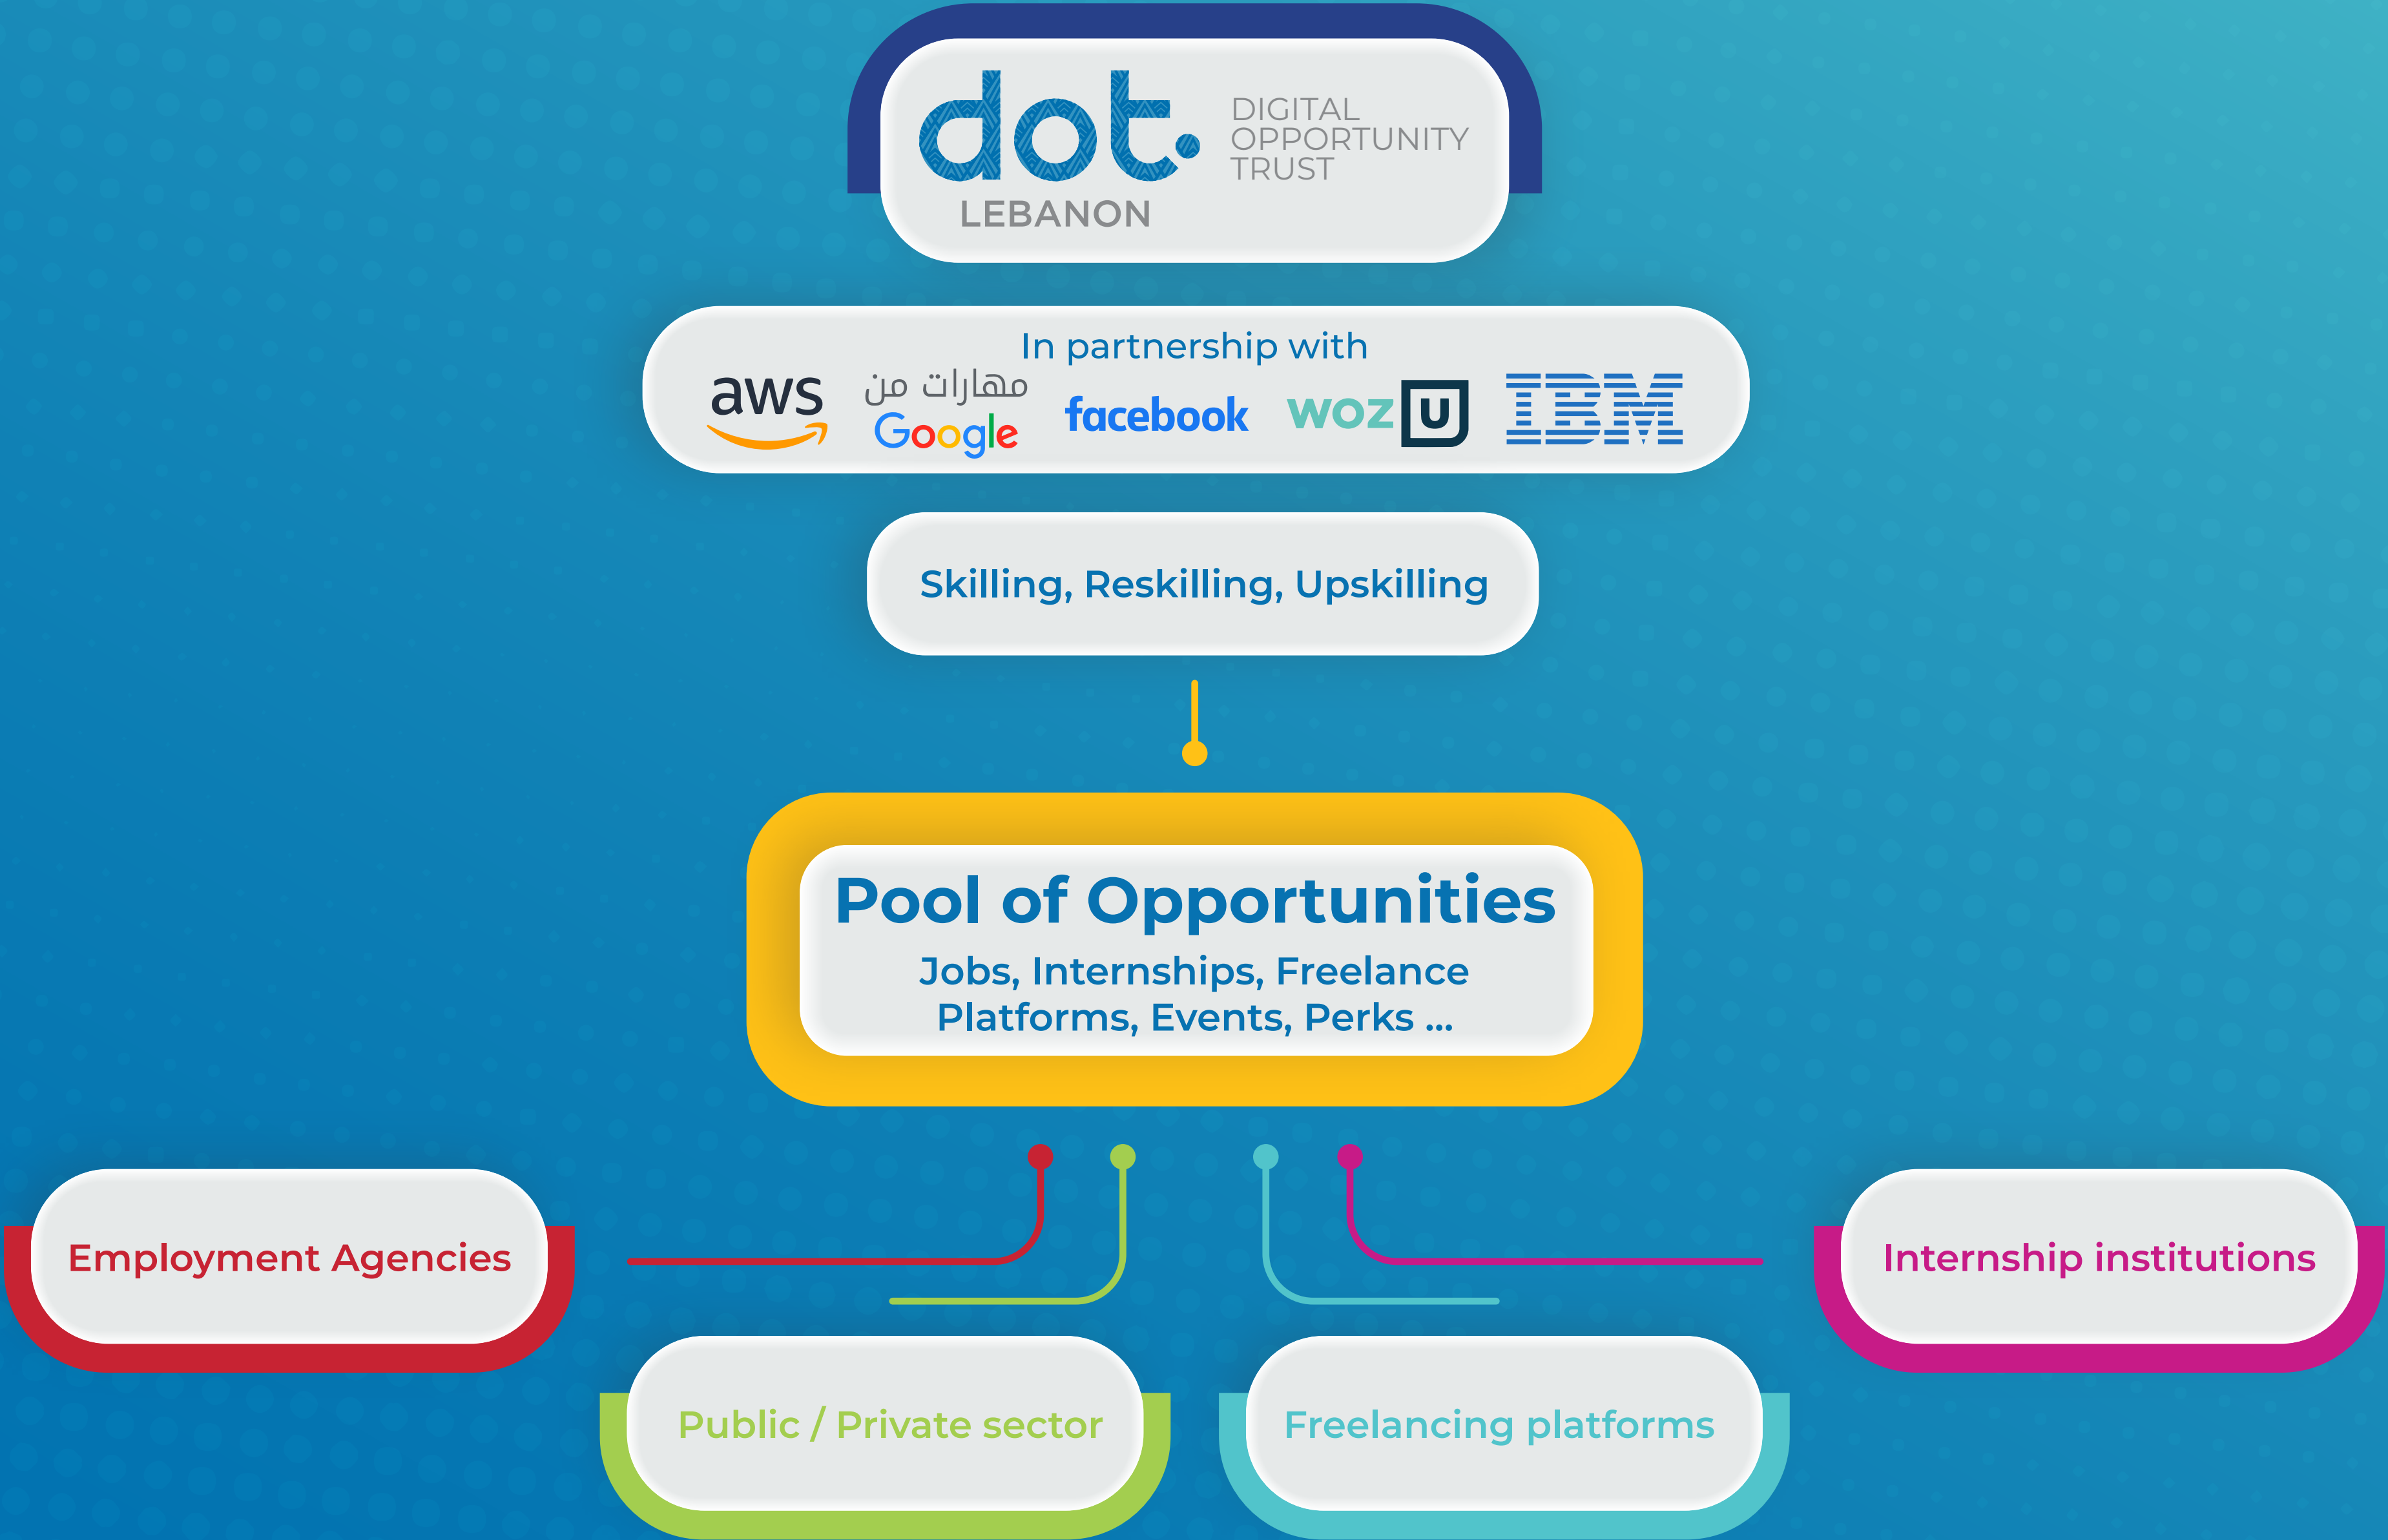 dot.
DIGITAL
OPPORTUNITY
TRUST
LEBANON
In partnership with
aws
مهارات من
Google
facebook
woz U
IBM
Skilling, Reskilling, Upskilling
Pool of Opportunities
Jobs, Internships, Freelance
Platforms, Events, Perks ...
Employment Agencies
Internship institutions
Public / Private sector
Freelancing platforms